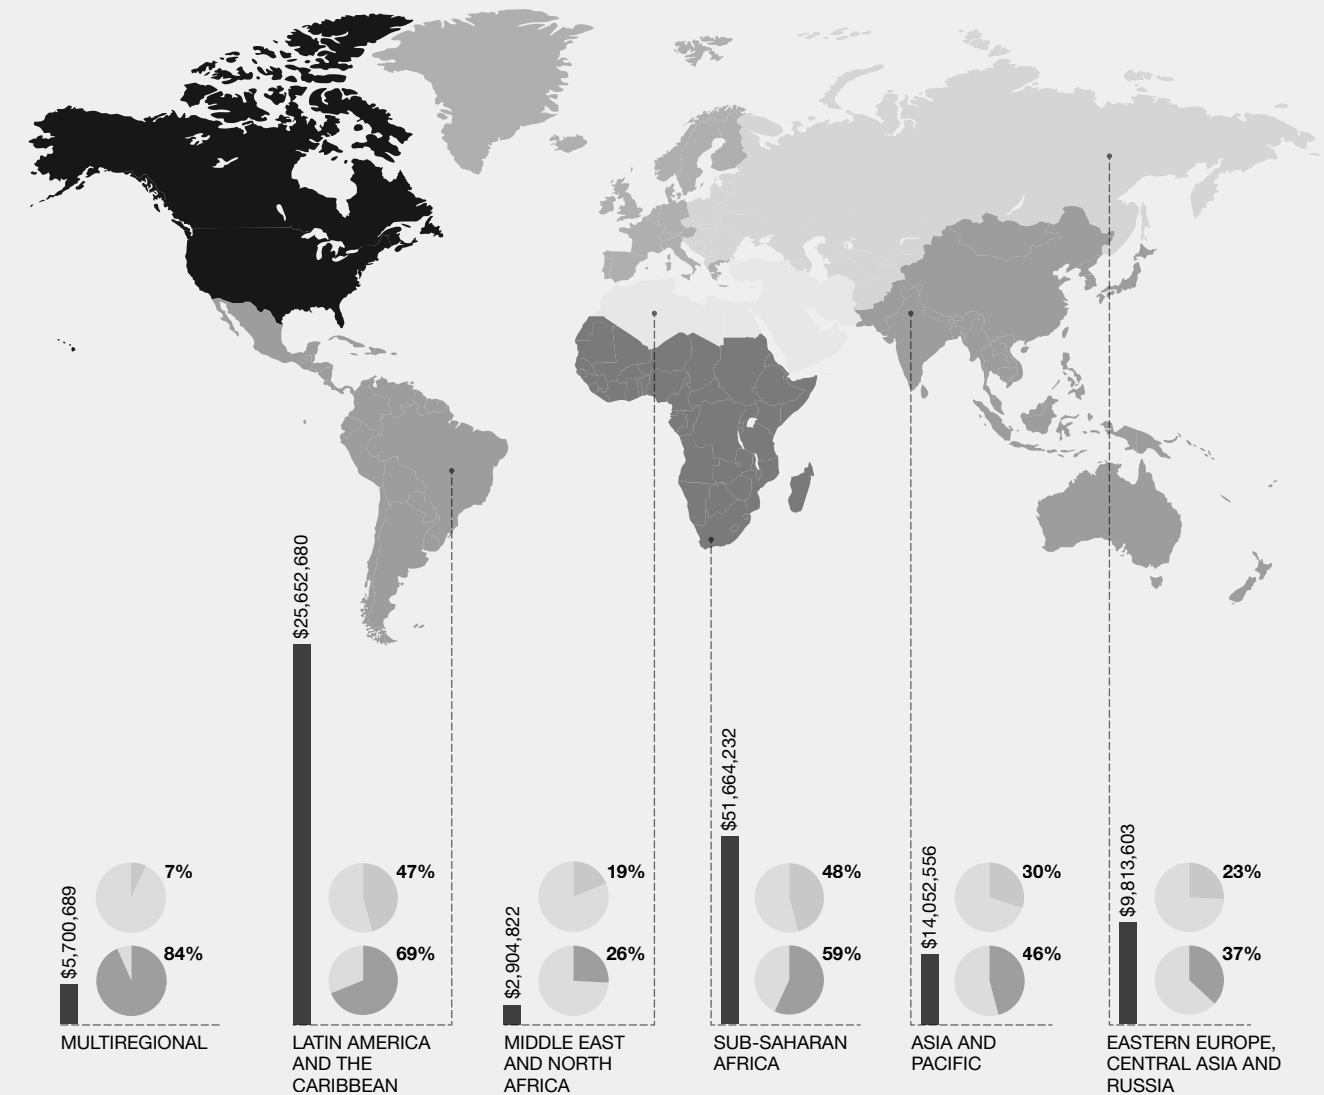 $5,700,689
7%
84%
MULTIREGIONAL
$25,652,680
47%
69%
LATIN AMERICA
AND THE
CARIBBEAN
$2,904,822
19%
26%
MIDDLE EAST
AND NORTH
AFRICA
$51,664,232
48%
59%
SUB-SAHARAN
AFRICA
$14,052,556
30%
46%
ASIA AND
PACIFIC
$9,813,603
23%
37%
EASTERN EUROPE,
CENTRAL ASIA AND
RUSSIA